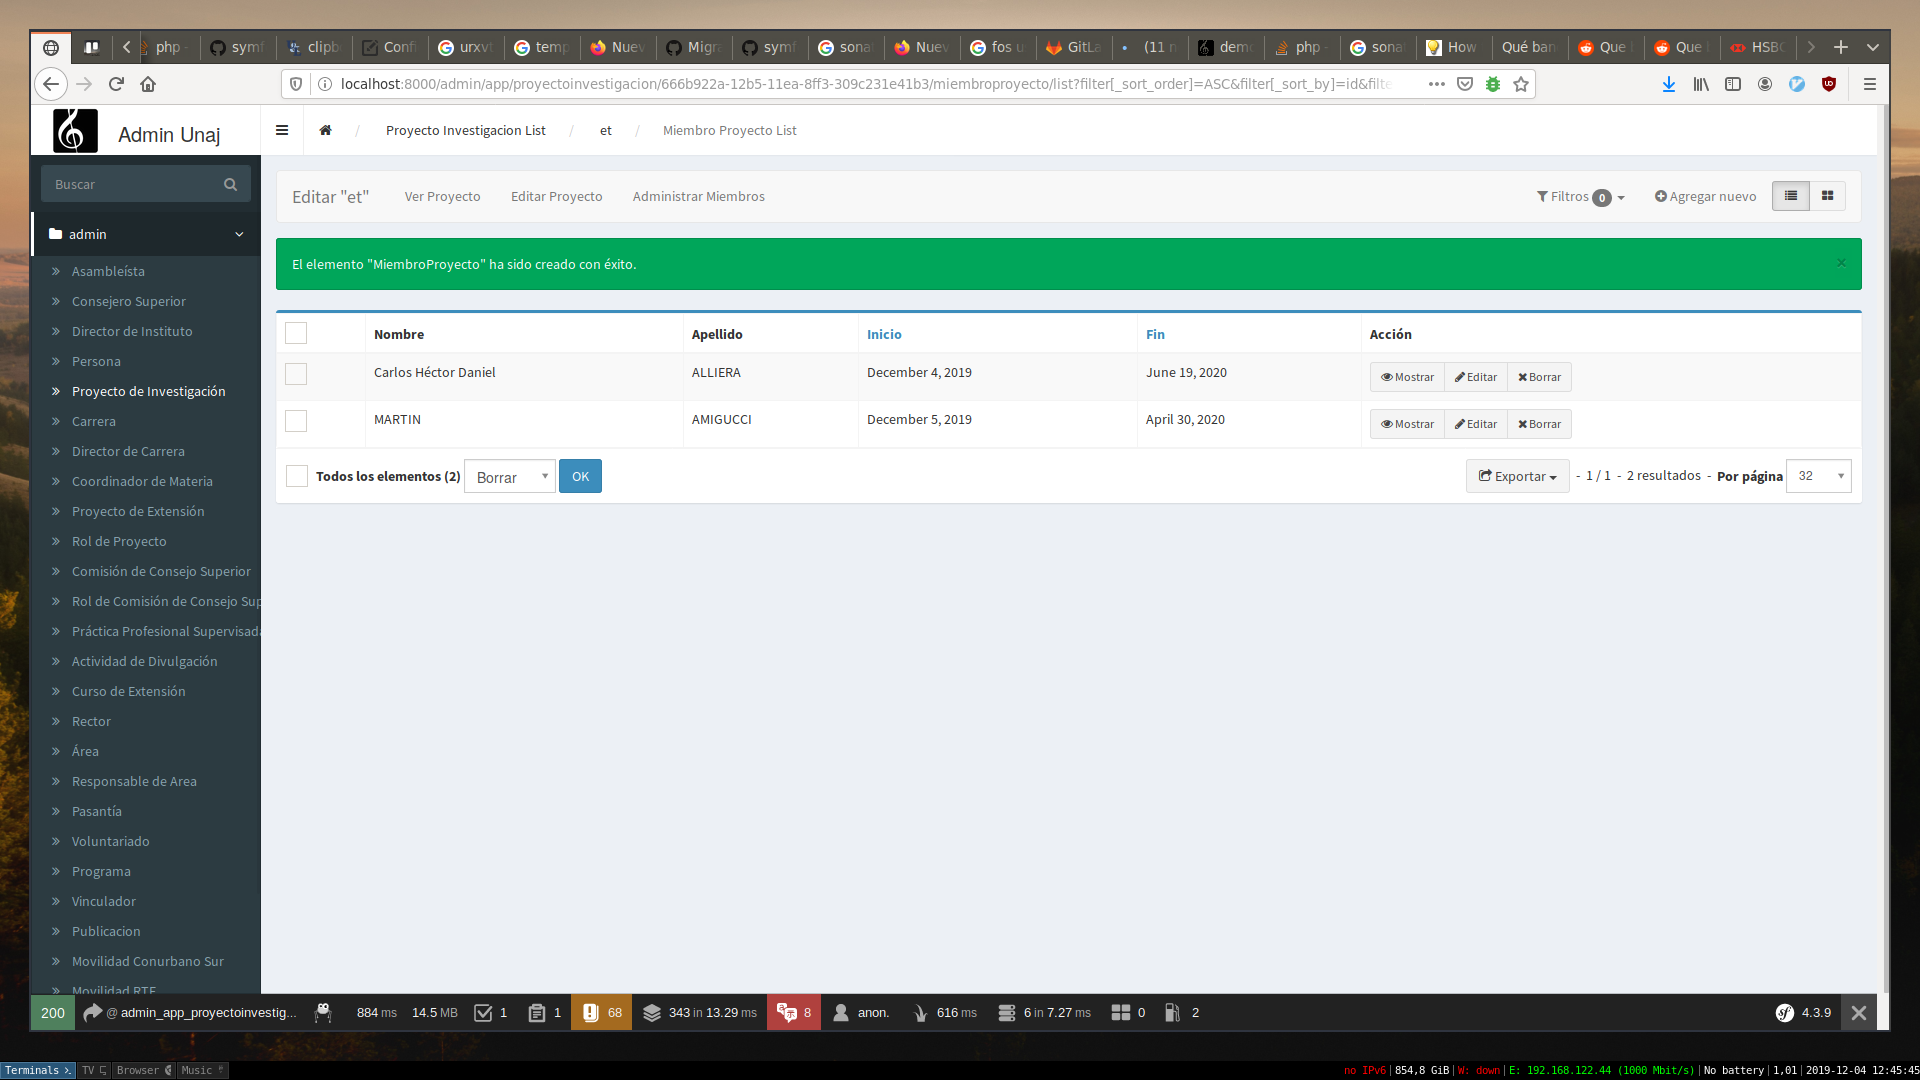 php
symf
clipb
Confi
urxvt
temp
Nuev
Migra
symf
sonat
Nuev
fos u
GitLa
(11 n
demo
php -
sonat
How
Qué ban
Que
Que
HSBC
localhost:8000/admin/app/proyectoinvestigacion/666b922a-12b5-11ea-8ff3-309c231e41b3/miembroproyecto/list?filter[_sort_order]=ASC&filter[_sort_by]=id&filte
Admin Unaj
/ Proyecto Investigacion List / et / Miembro Proyecto List
Buscar
admin
Asambleísta
Consejero Superior
Director de Instituto
Persona
Proyecto de Investigación
Carrera
Director de Carrera
Coordinador de Materia
Proyecto de Extensión
Rol de Proyecto
Comisión de Consejo Superior
Rol de Comisión de Consejo Sup
Práctica Profesional Supervisada
Actividad de Divulgación
Curso de Extensión
Rector
Área
Responsable de Area
Pasantía
Voluntariado
Programa
Vinculador
Publicacion
Movilidad Conurbano Sur
Movilidad RTF
Editar "et" Ver Proyecto Editar Proyecto Administrar Miembros Filtros 0 Agregar nuevo
El elemento "MiembroProyecto" ha sido creado con éxito. ×
Nombre Apellido Inicio Fin Acción
Carlos Héctor Daniel ALLIERA December 4, 2019 June 19, 2020 Mostrar Editar Borrar
MARTIN AMIGUCCI December 5, 2019 April 30, 2020 Mostrar Editar Borrar
Todos los elementos (2) Borrar OK Exportar - 1 / 1 - 2 resultados - Por página 32
200 @ admin_app_proyectoinvestig... 884 ms 14.5 MB 1 1 68 343 in 13.29 ms 8 anon. 616 ms 6 in 7.27 ms 0 2 4.3.9
Terminals TV Browser Music no IPv6|854,8 GiB|W: down|E: 192.168.122.44 (1000 Mbit/s)|No battery|1,01|2019-12-04 12:45:45